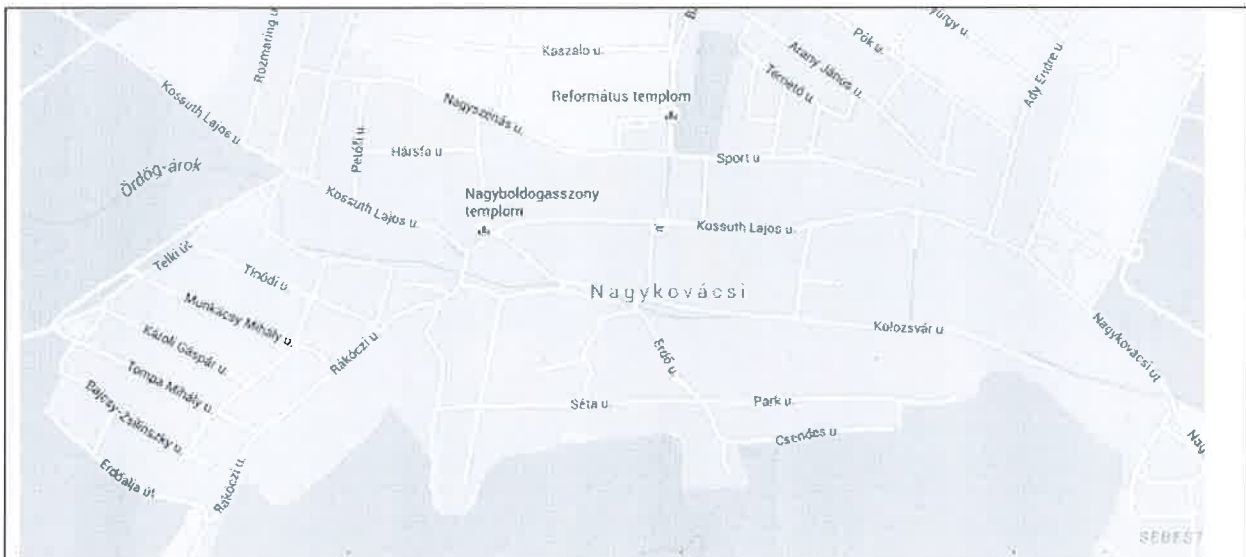 Rozmaring u
Kossuth Lajos u.
Kaszáló u.
Arany János u.
Pók u.
Ady Endre u
Temető u.
Református templom
Nagyszénás u.
Petőfi u.
Hársfa u
Sport u
Ördög-árok
Kossuth Lajos u.
Nagyboldogasszony
templom
Kossuth Lajos u.
Telki út
Tinódi u.
Nagykovácsi
Munkácsy Mihály u.
Károli Gáspár u.
Rákóczi u.
Kolozsvár u.
Nagykovácsi út
Erdő u.
Tompa Mihály u.
Bajcsy-Zsilinszky u.
Séta u.
Park u.
Csendes u.
Erdőalja út
Rákóczi u.
Nag
SEBEST